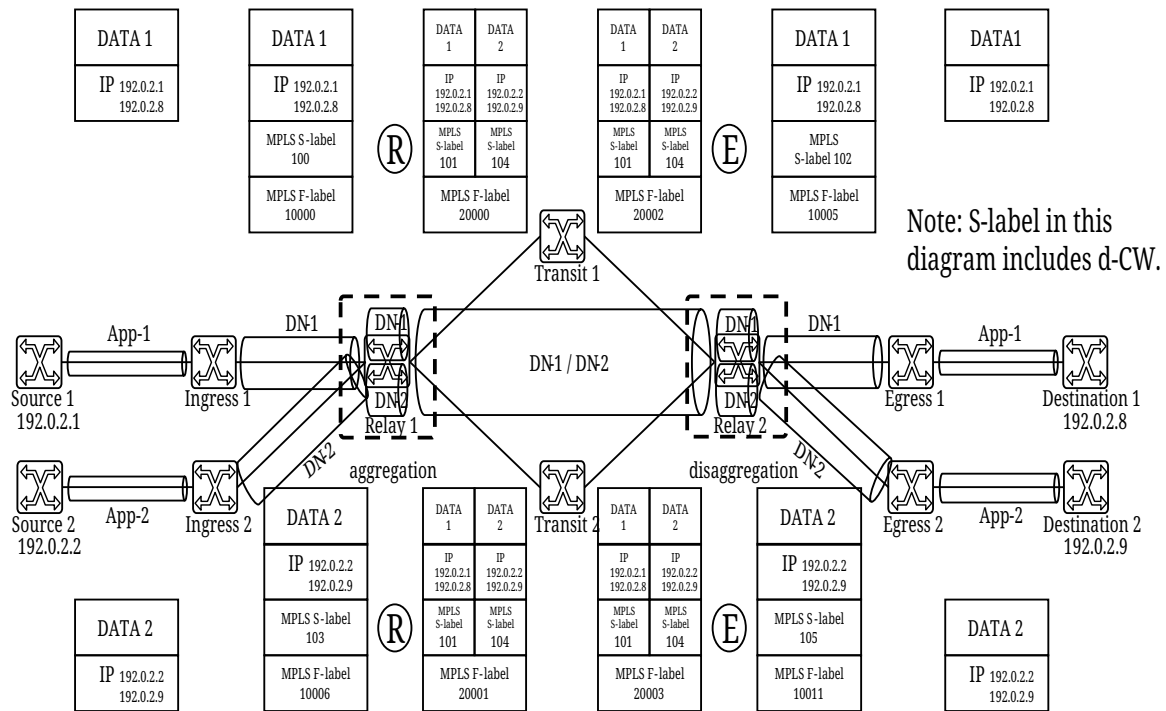 DATA 1
IP 192.0.2.1
192.0.2.8
DATA 1
IP 192.0.2.1
192.0.2.8
MPLS S-label
100
MPLS F-label
10000
R
DATA
1
DATA
2
IP
192.0.2.1
192.0.2.8
IP
192.0.2.2
192.0.2.9
MPLS
S-label
101
MPLS
S-label
104
MPLS F-label
20000
DATA
1
DATA
2
IP
192.0.2.1
192.0.2.8
IP
192.0.2.2
192.0.2.9
MPLS
S-label
101
MPLS
S-label
104
MPLS F-label
20002
E
DATA 1
IP 192.0.2.1
192.0.2.8
MPLS
S-label 102
MPLS F-label
10005
DATA1
IP 192.0.2.1
192.0.2.8
Note: S-label in this
diagram includes d-CW.
Transit 1
App-1
DN-1
DN-1
DN-1 / DN-2
DN-1
DN-1
App-1
Source 1
192.0.2.1
Ingress 1
DN-2
Relay 1
DN-2
Relay 2
Egress 1
Destination 1
192.0.2.8
DN-2
aggregation
disaggregation
DN-2
App-2
Source 2
192.0.2.2
Ingress 2
Transit 2
Egress 2
App-2
Destination 2
192.0.2.9
DATA 2
IP 192.0.2.2
192.0.2.9
DATA 2
IP 192.0.2.2
192.0.2.9
MPLS S-label
103
MPLS F-label
10006
R
DATA
1
DATA
2
IP
192.0.2.1
192.0.2.8
IP
192.0.2.2
192.0.2.9
MPLS
S-label
101
MPLS
S-label
104
MPLS F-label
20001
DATA
1
DATA
2
IP
192.0.2.1
192.0.2.8
IP
192.0.2.2
192.0.2.9
MPLS
S-label
101
MPLS
S-label
104
MPLS F-label
20003
E
DATA 2
IP 192.0.2.2
192.0.2.9
MPLS S-label
105
MPLS F-label
10011
DATA 2
IP 192.0.2.2
192.0.2.9